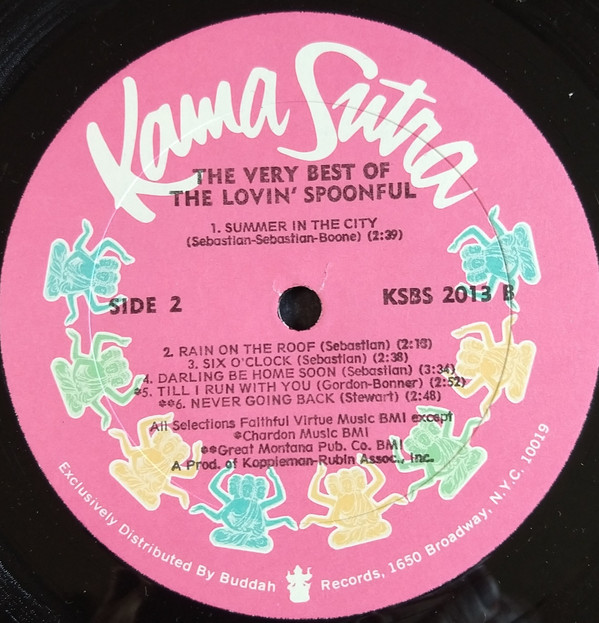 Kama Sutra
THE VERY BEST OF
THE LOVIN' SPOONFUL
1. SUMMER IN THE CITY
(Sebastian-Sebastian-Boone) (2:39)
SIDE 2
KSBS 2013 B
2. RAIN ON THE ROOF (Sebastian) (2:13)
3. SIX O'CLOCK (Sebastian) (2:38)
4. DARLING BE HOME SOON (Sebastian) (3:34)
*5. TILL I RUN WITH YOU (Gordon-Bonner) (2:52)
**6. NEVER GOING BACK (Stewart) (2:48)
All Selections Faithful Virtue Music BMI except
*Chardon Music BMI
**Great Montana Pub. Co. BMI
A Prod. of Koppleman-Rubin Assoc., Inc.
Exclusively Distributed By Buddah Records, 1650 Broadway, N.Y.C. 10019